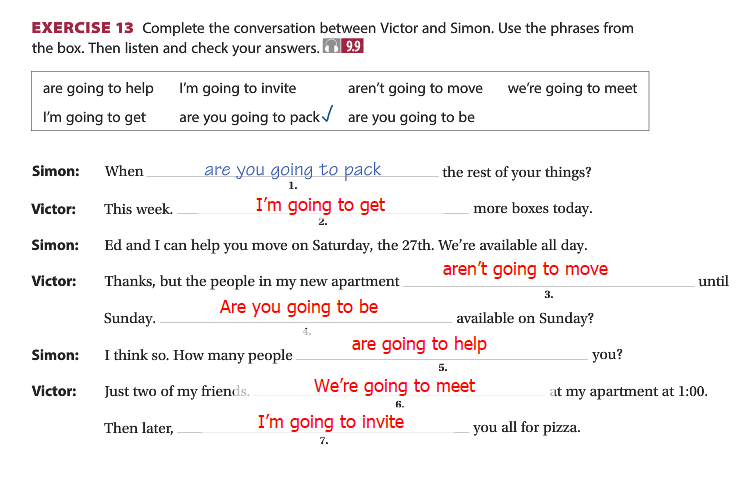 EXERCISE 13 Complete the conversation between Victor and Simon. Use the phrases from
the box. Then listen and check your answers. 9.9
are going to help I'm going to invite aren't going to move we're going to meet
I'm going to get are you going to pack✓ are you going to be
Simon: When are you going to pack the rest of your things?
1.
Victor: This week. I'm going to get more boxes today.
2.
Simon: Ed and I can help you move on Saturday, the 27th. We're available all day.
Victor: Thanks, but the people in my new apartment aren't going to move until
3.
Sunday. Are you going to be available on Sunday?
4.
Simon: I think so. How many people are going to help you?
5.
Victor: Just two of my friends. We're going to meet at my apartment at 1:00.
6.
Then later, I'm going to invite you all for pizza.
7.